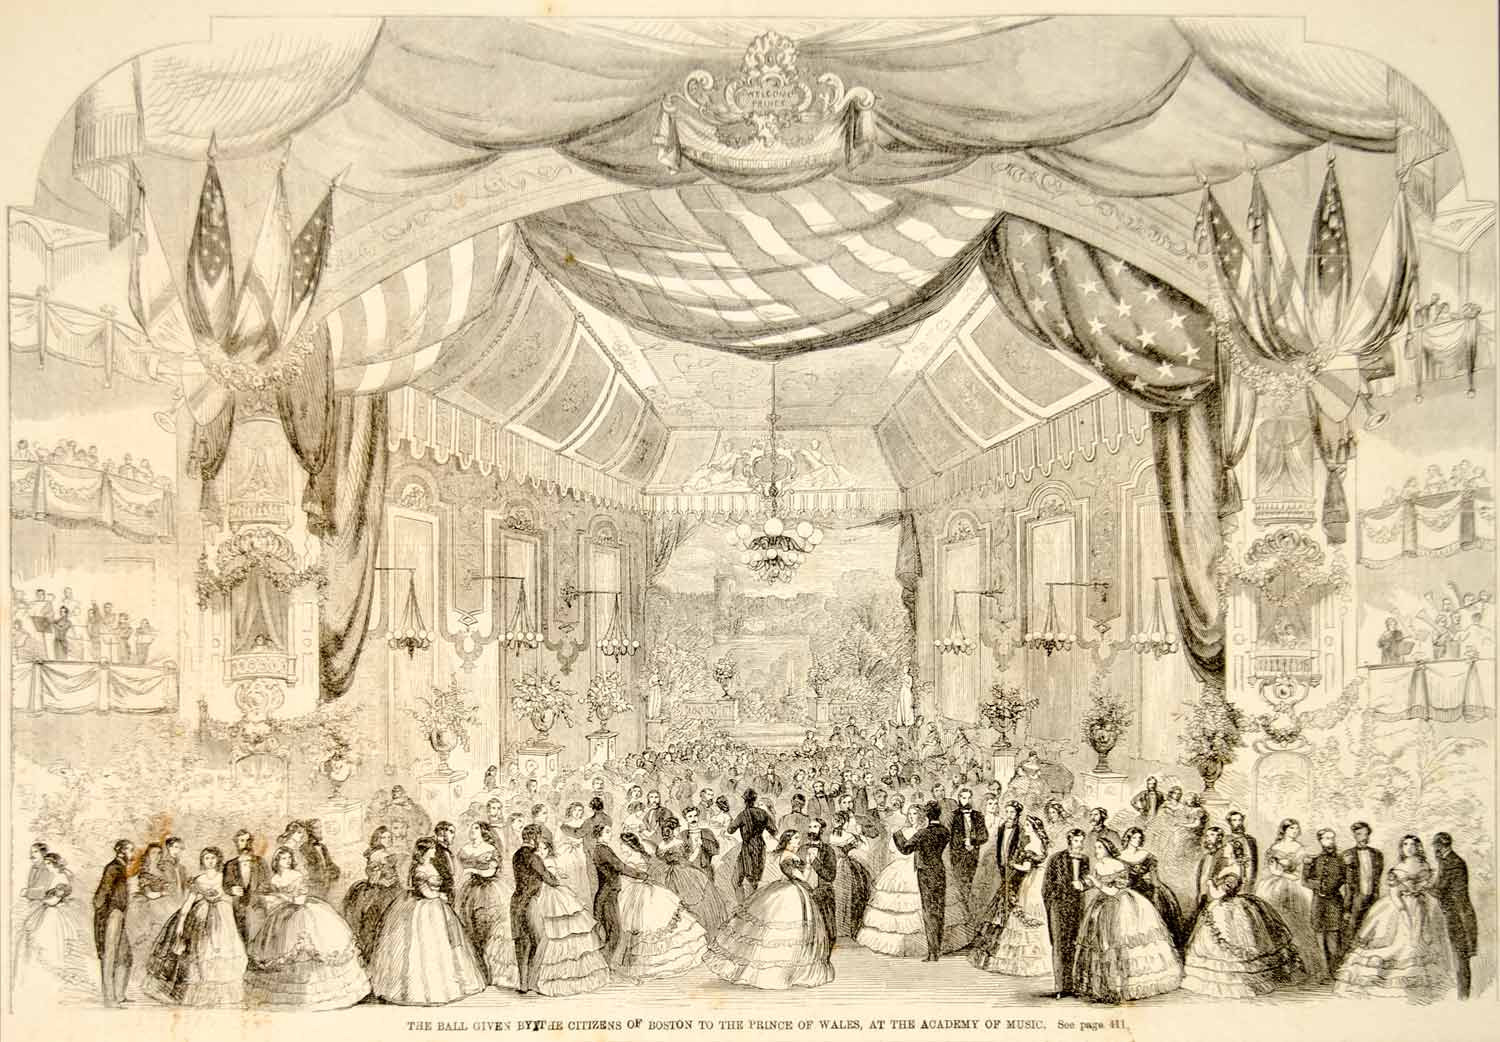 WELCOME
PRINCE
THE BALL GIVEN BY THE CITIZENS OF BOSTON TO THE PRINCE OF WALES, AT THE ACADEMY OF MUSIC. See page 411.